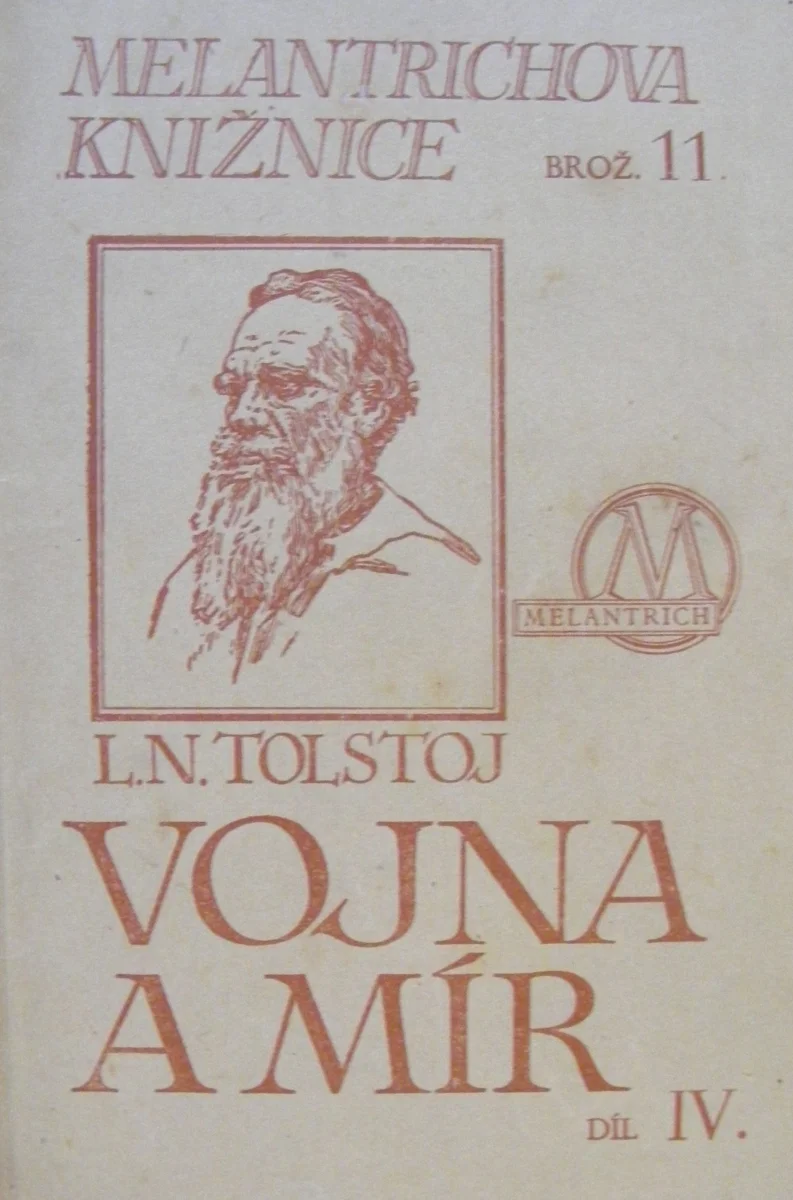 MELANTRICHOVA
KNIŽNICE BROŽ. 11.
M
MELANTRICH
L.N.TOLSTOJ
VOJNA
A MÍR
DÍL IV.